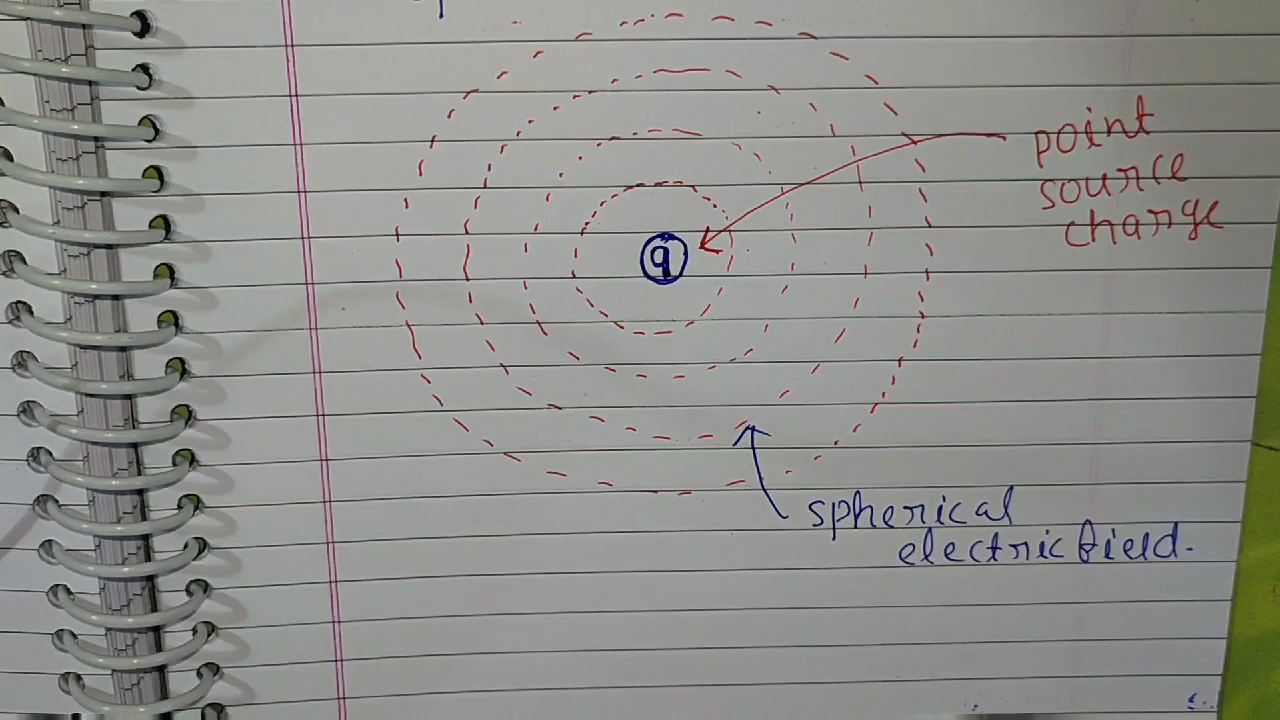 point
source
charge
q
spherical
electric field.